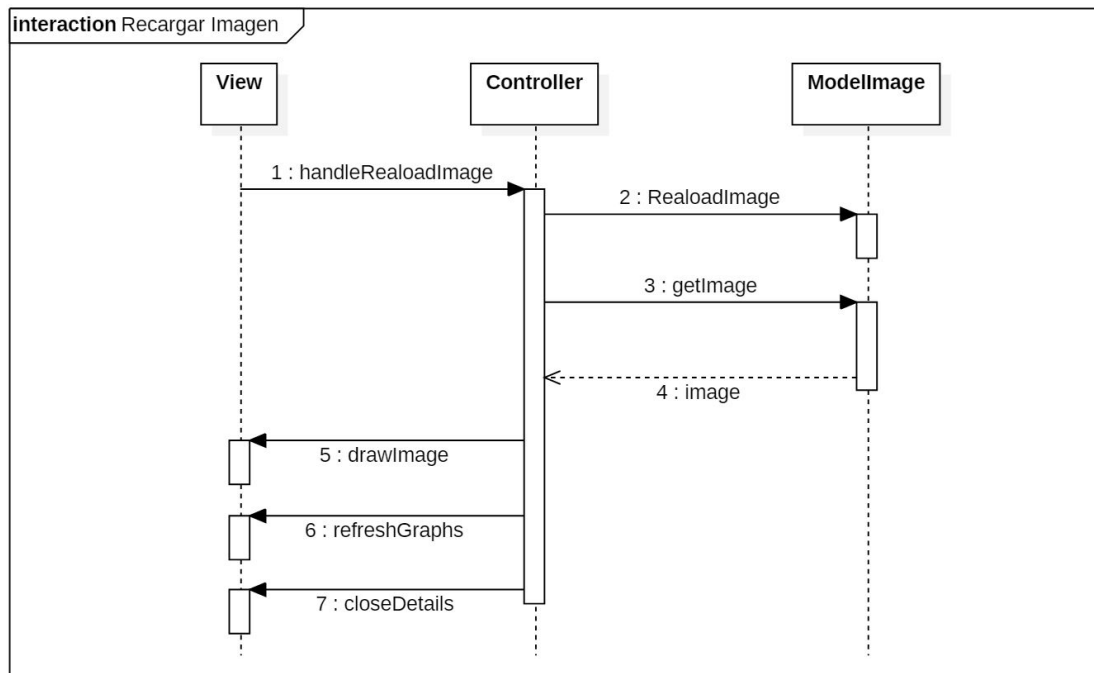 interaction Recargar Imagen
View
Controller
ModelImage
1 : handleRealoadImage
2 : RealoadImage
3 : getImage
4 : image
5 : drawImage
6 : refreshGraphs
7 : closeDetails